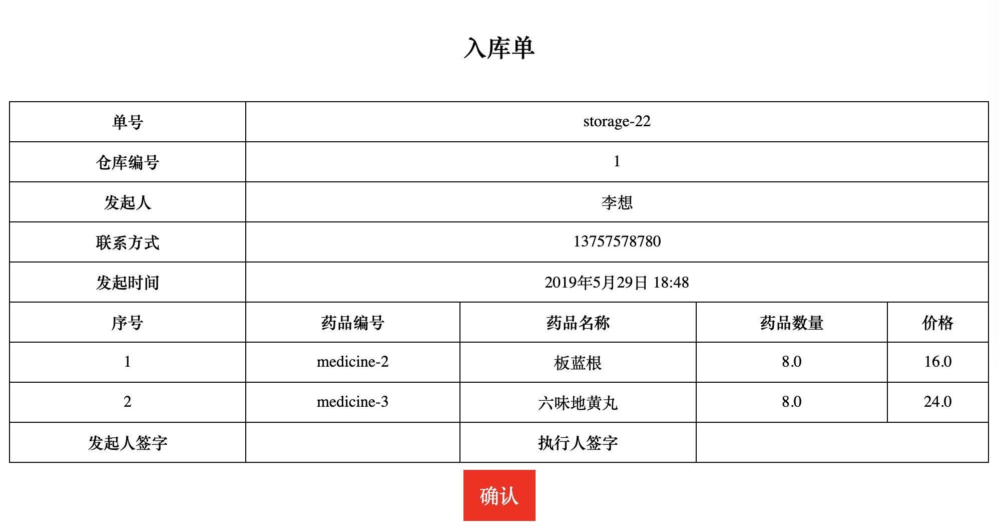 入库单
单号 storage-22
仓库编号 1
发起人 李想
联系方式 13757578780
发起时间 2019年5月29日 18:48
序号 药品编号 药品名称 药品数量 价格
1 medicine-2 板蓝根 8.0 16.0
2 medicine-3 六味地黄丸 8.0 24.0
发起人签字 执行人签字
确认